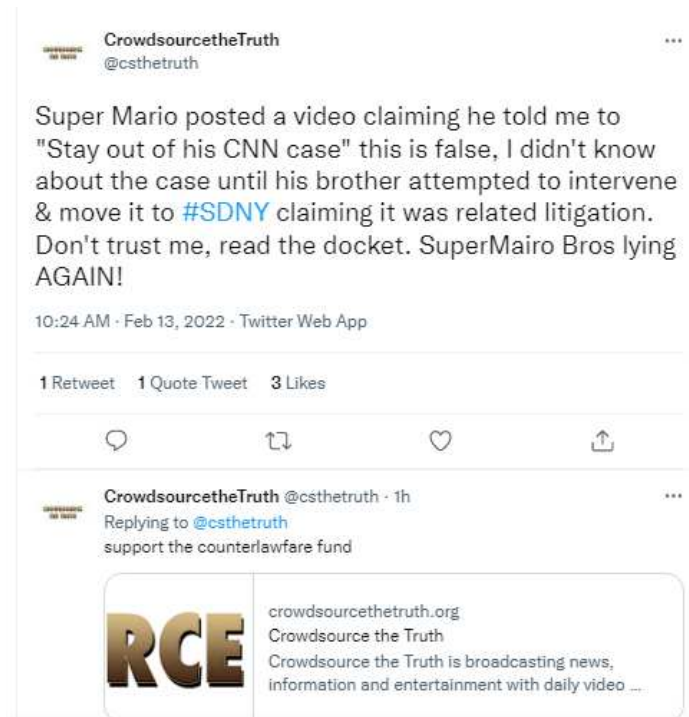 CrowdsourcetheTruth
@csthetruth
Super Mario posted a video claiming he told me to
"Stay out of his CNN case" this is false, I didn't know
about the case until his brother attempted to intervene
& move it to #SDNY claiming it was related litigation.
Don't trust me, read the docket. SuperMairo Bros lying
AGAIN!
10:24 AM · Feb 13, 2022 · Twitter Web App
1 Retweet 1 Quote Tweet 3 Likes
CrowdsourcetheTruth @csthetruth · 1h
Replying to @csthetruth
support the counterlawfare fund
RCE
crowdsourcethetruth.org
Crowdsource the Truth
Crowdsource the Truth is broadcasting news,
information and entertainment with daily video ...